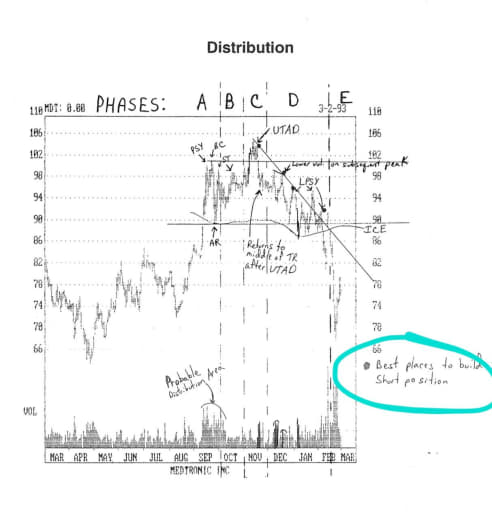 Distribution
MDT: 0.00 PHASES: A B C D E
3-2-93
110 110
106 UTAD 106
PSY BC
102 Lower vol on subsequent peak 102
ST
98 98
LPSY
94 94
90 90
ICE
AR
86 Returns to 86
middle of TR
82 after UTAD 82
78 78
74 74
70 70
66 66
Best places to build
Short position
Probable
Distribution Area
VOL
MAR APR MAY JUN JUL AUG SEP OCT NOV DEC JAN FEB MAR
MEDTRONIC INC